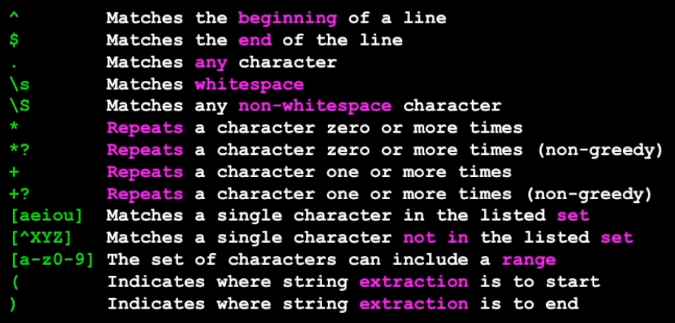 ^ Matches the beginning of a line
$ Matches the end of the line
. Matches any character
\s Matches whitespace
\S Matches any non-whitespace character
* Repeats a character zero or more times
*? Repeats a character zero or more times (non-greedy)
+ Repeats a character one or more times
+? Repeats a character one or more times (non-greedy)
[aeiou] Matches a single character in the listed set
[^XYZ] Matches a single character not in the listed set
[a-z0-9] The set of characters can include a range
( Indicates where string extraction is to start
) Indicates where string extraction is to end